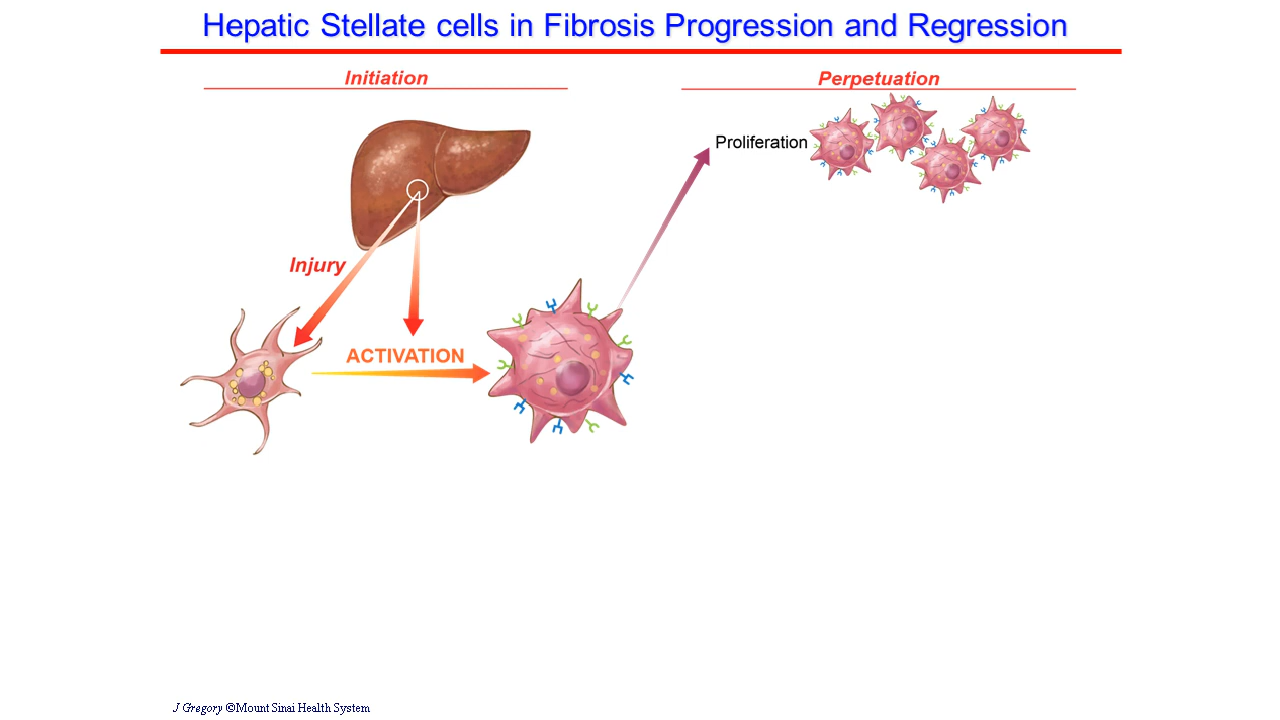 Hepatic Stellate cells in Fibrosis Progression and Regression
Initiation
Perpetuation
Proliferation
Injury
ACTIVATION
J Gregory ©Mount Sinai Health System